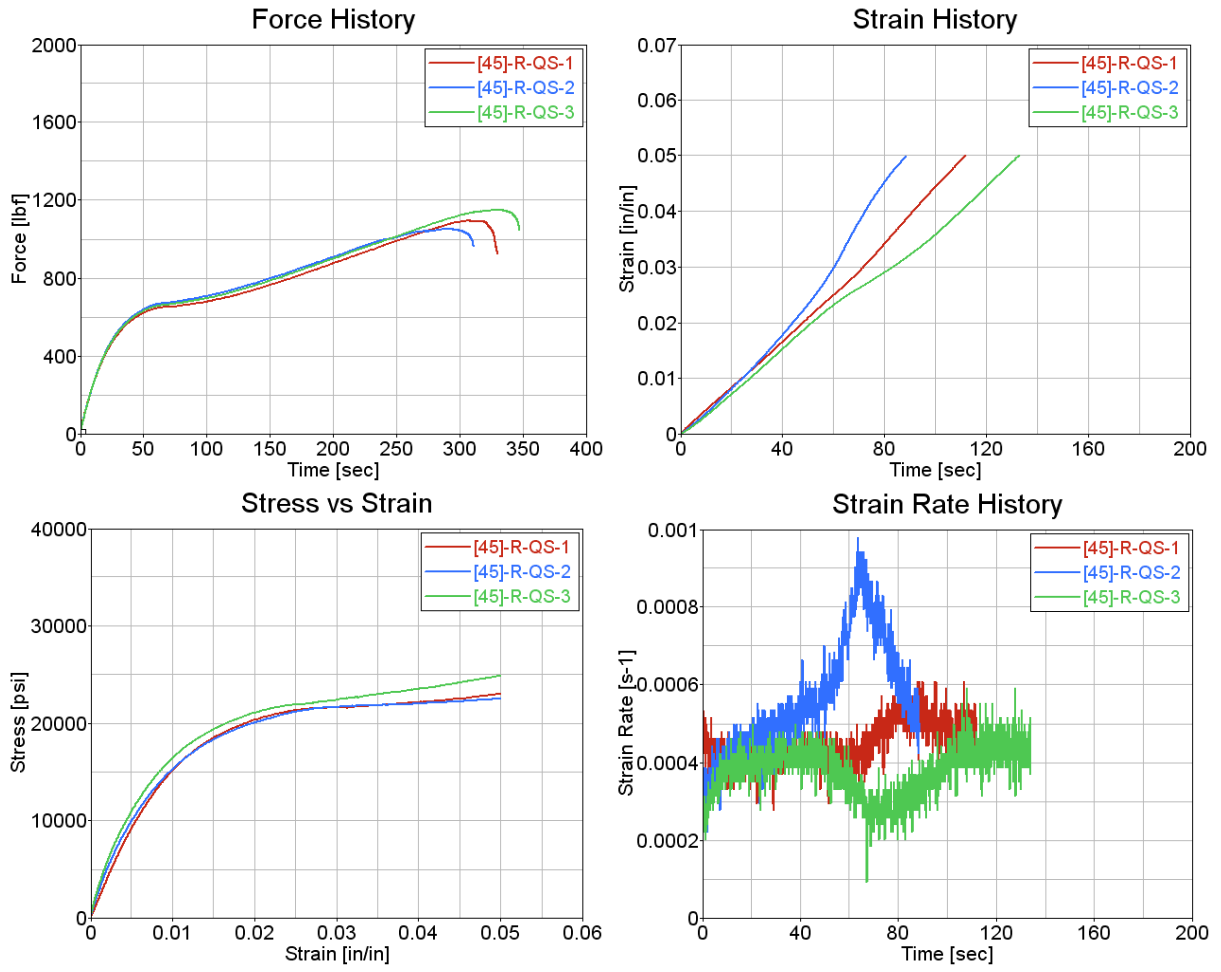 Force History
Force [lbf]
2000
1600
1200
800
400
0
0 50 100 150 200 250 300 350 400
Time [sec]
[45]-R-QS-1
[45]-R-QS-2
[45]-R-QS-3
Strain History
Strain [in/in]
0.07
0.06
0.05
0.04
0.03
0.02
0.01
0
0 40 80 120 160 200
Time [sec]
[45]-R-QS-1
[45]-R-QS-2
[45]-R-QS-3
Stress vs Strain
Stress [psi]
40000
30000
20000
10000
0
0 0.01 0.02 0.03 0.04 0.05 0.06
Strain [in/in]
[45]-R-QS-1
[45]-R-QS-2
[45]-R-QS-3
Strain Rate History
Strain Rate [s-1]
0.001
0.0008
0.0006
0.0004
0.0002
0
0 40 80 120 160 200
Time [sec]
[45]-R-QS-1
[45]-R-QS-2
[45]-R-QS-3